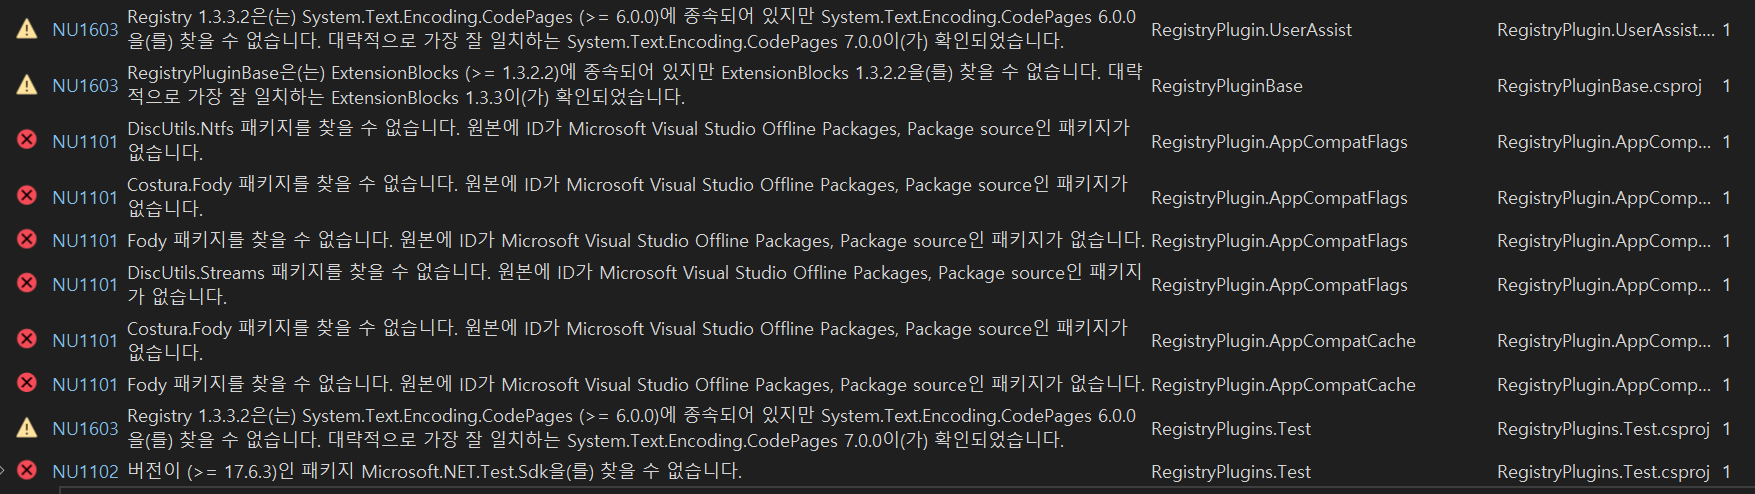 NU1603 Registry 1.3.3.2은(는) System.Text.Encoding.CodePages (>= 6.0.0)에 종속되어 있지만 System.Text.Encoding.CodePages 6.0.0
을(를) 찾을 수 없습니다. 대략적으로 가장 잘 일치하는 System.Text.Encoding.CodePages 7.0.0이(가) 확인되었습니다. RegistryPlugin.UserAssist RegistryPlugin.UserAssist.... 1
NU1603 RegistryPluginBase은(는) ExtensionBlocks (>= 1.3.2.2)에 종속되어 있지만 ExtensionBlocks 1.3.2.2을(를) 찾을 수 없습니다. 대략
적으로 가장 잘 일치하는 ExtensionBlocks 1.3.3이(가) 확인되었습니다. RegistryPluginBase RegistryPluginBase.csproj 1
NU1101 DiscUtils.Ntfs 패키지를 찾을 수 없습니다. 원본에 ID가 Microsoft Visual Studio Offline Packages, Package source인 패키지가
없습니다. RegistryPlugin.AppCompatFlags RegistryPlugin.AppComp... 1
NU1101 Costura.Fody 패키지를 찾을 수 없습니다. 원본에 ID가 Microsoft Visual Studio Offline Packages, Package source인 패키지가
없습니다. RegistryPlugin.AppCompatFlags RegistryPlugin.AppComp... 1
NU1101 Fody 패키지를 찾을 수 없습니다. 원본에 ID가 Microsoft Visual Studio Offline Packages, Package source인 패키지가 없습니다. RegistryPlugin.AppCompatFlags RegistryPlugin.AppComp... 1
NU1101 DiscUtils.Streams 패키지를 찾을 수 없습니다. 원본에 ID가 Microsoft Visual Studio Offline Packages, Package source인 패키지
가 없습니다. RegistryPlugin.AppCompatFlags RegistryPlugin.AppComp... 1
NU1101 Costura.Fody 패키지를 찾을 수 없습니다. 원본에 ID가 Microsoft Visual Studio Offline Packages, Package source인 패키지가
없습니다. RegistryPlugin.AppCompatCache RegistryPlugin.AppComp... 1
NU1101 Fody 패키지를 찾을 수 없습니다. 원본에 ID가 Microsoft Visual Studio Offline Packages, Package source인 패키지가 없습니다. RegistryPlugin.AppCompatCache RegistryPlugin.AppComp... 1
NU1603 Registry 1.3.3.2은(는) System.Text.Encoding.CodePages (>= 6.0.0)에 종속되어 있지만 System.Text.Encoding.CodePages 6.0.0
을(를) 찾을 수 없습니다. 대략적으로 가장 잘 일치하는 System.Text.Encoding.CodePages 7.0.0이(가) 확인되었습니다. RegistryPlugins.Test RegistryPlugins.Test.csproj 1
NU1102 버전이 (>= 17.6.3)인 패키지 Microsoft.NET.Test.Sdk을(를) 찾을 수 없습니다. RegistryPlugins.Test RegistryPlugins.Test.csproj 1